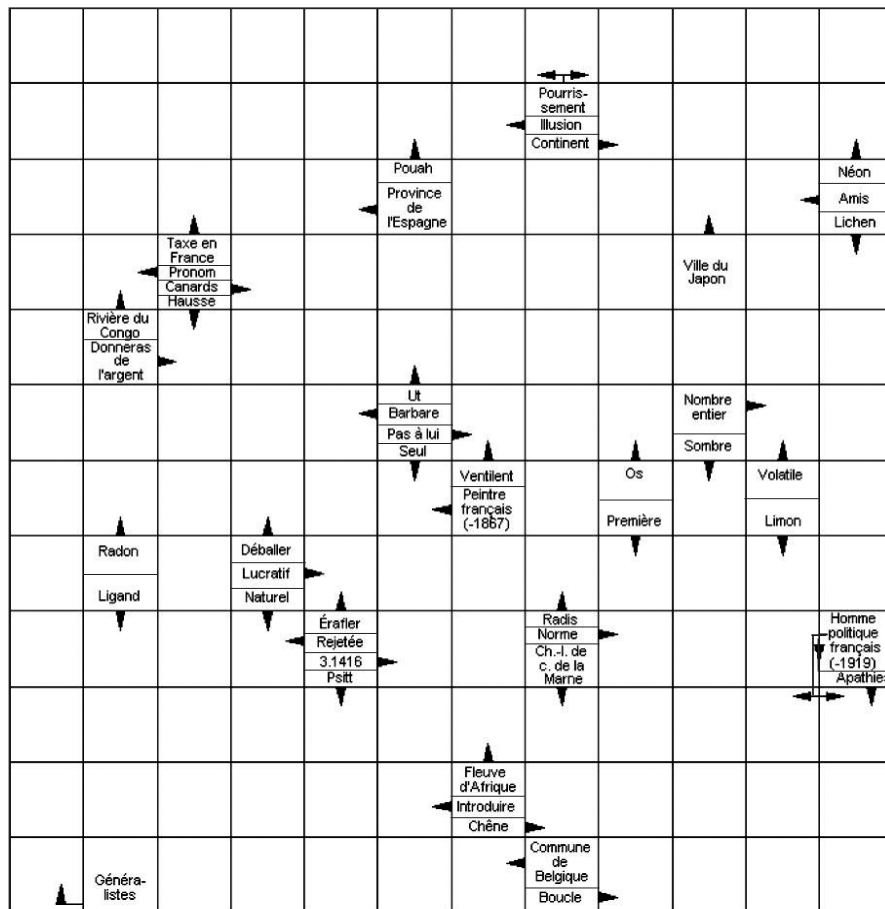 Pourris-
sement
Illusion
Continent
Pouah
Province
de
l'Espagne
Néon
Amis
Lichen
Taxe en
France
Pronom
Canards
Hausse
Ville du
Japon
Rivière du
Congo
Donneras
de
l'argent
Ut
Barbare
Pas à lui
Seul
Nombre
entier
Sombre
Ventilent
Peintre
français
(-1867)
Os
Première
Volatile
Limon
Radon
Ligand
Déballer
Lucratif
Naturel
Érafler
Rejetée
3.1416
Psitt
Radis
Norme
Ch.-l. de
c. de la
Marne
Homme
politique
français
(-1919)
Apathies
Fleuve
d'Afrique
Introduire
Chêne
Commune
de
Belgique
Boucle
Généra-
listes